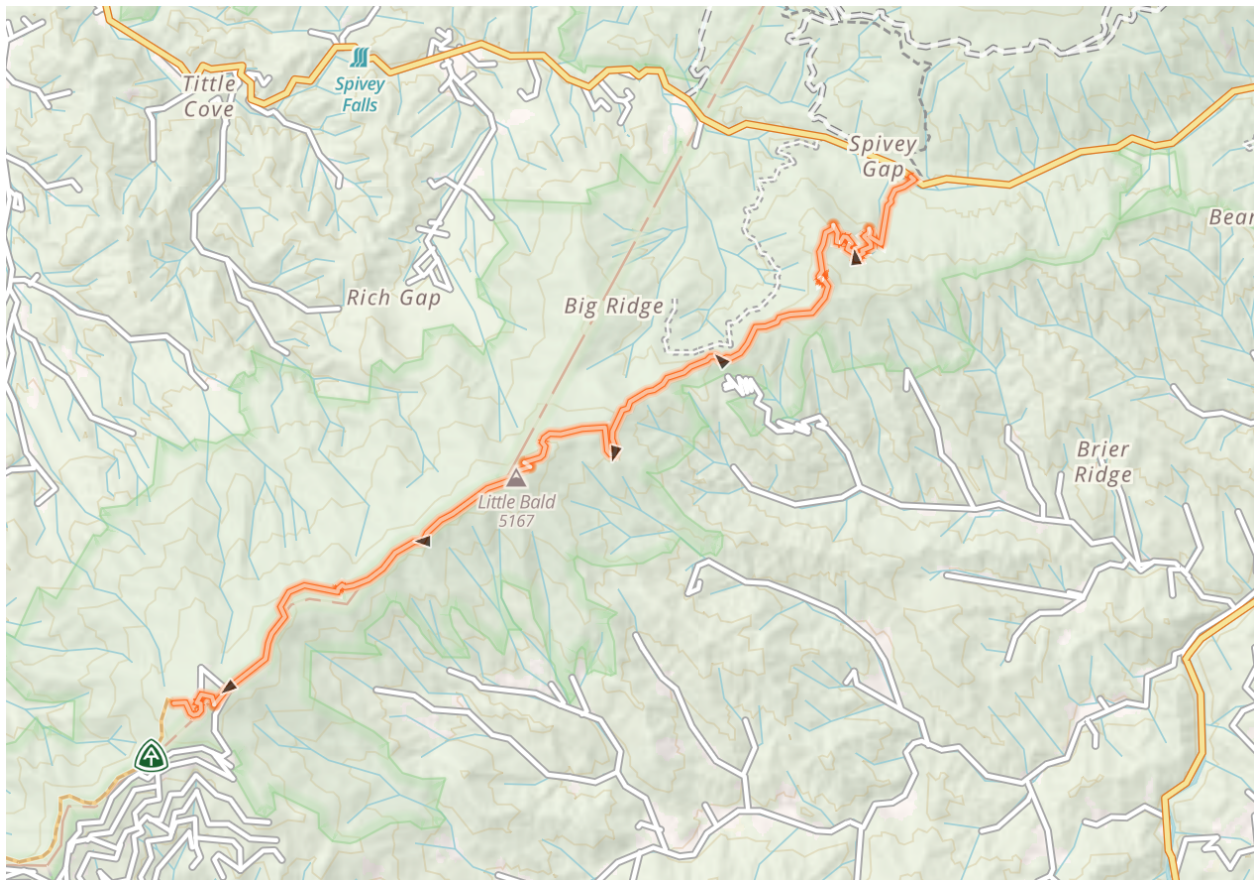 Tittle
Cove
Spivey
Falls
Spivey
Gap
Bear
Rich Gap
Big Ridge
Brier
Ridge
Little Bald
5167